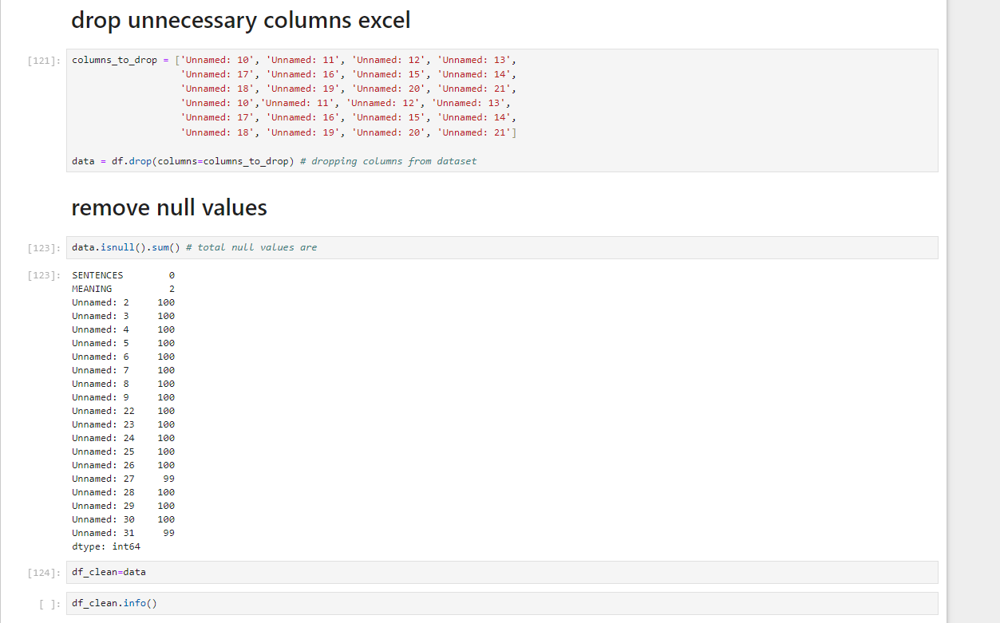 drop unnecessary columns excel
[121]: columns_to_drop = ['Unnamed: 10', 'Unnamed: 11', 'Unnamed: 12', 'Unnamed: 13',
'Unnamed: 17', 'Unnamed: 16', 'Unnamed: 15', 'Unnamed: 14',
'Unnamed: 18', 'Unnamed: 19', 'Unnamed: 20', 'Unnamed: 21',
'Unnamed: 10','Unnamed: 11', 'Unnamed: 12', 'Unnamed: 13',
'Unnamed: 17', 'Unnamed: 16', 'Unnamed: 15', 'Unnamed: 14',
'Unnamed: 18', 'Unnamed: 19', 'Unnamed: 20', 'Unnamed: 21']
data = df.drop(columns=columns_to_drop) # dropping columns from dataset
remove null values
[123]: data.isnull().sum() # total null values are
[123]: SENTENCES 0
MEANING 2
Unnamed: 2 100
Unnamed: 3 100
Unnamed: 4 100
Unnamed: 5 100
Unnamed: 6 100
Unnamed: 7 100
Unnamed: 8 100
Unnamed: 9 100
Unnamed: 22 100
Unnamed: 23 100
Unnamed: 24 100
Unnamed: 25 100
Unnamed: 26 100
Unnamed: 27 99
Unnamed: 28 100
Unnamed: 29 100
Unnamed: 30 100
Unnamed: 31 99
dtype: int64
[124]: df_clean=data
[ ]: df_clean.info()